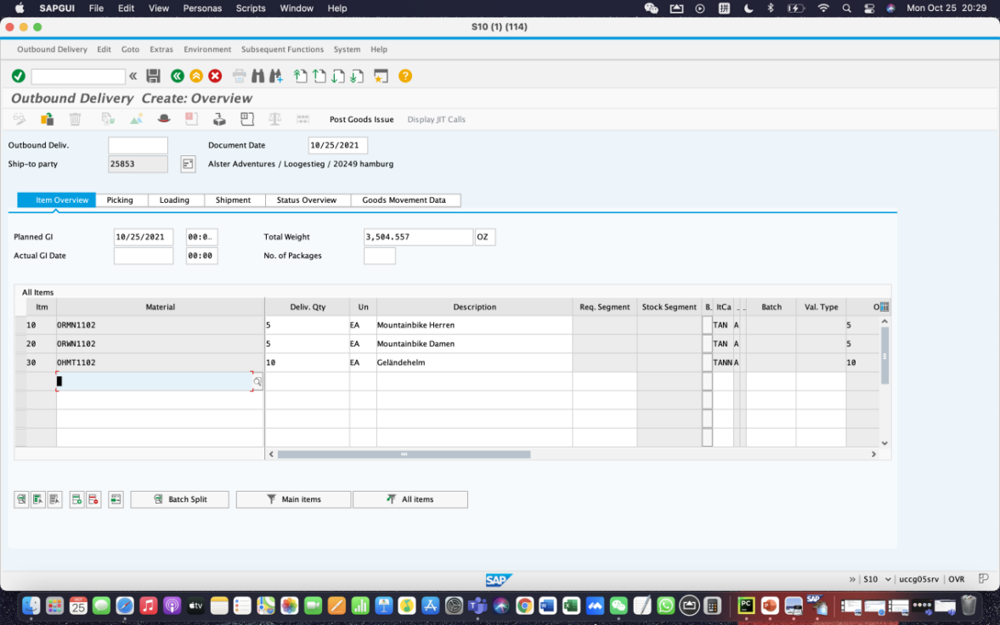 SAPGUI File Edit View Personas Scripts Window Help Mon Oct 25 20:29
S10 (1) (114)
Outbound Delivery Edit Goto Extras Environment Subsequent Functions System Help
Outbound Delivery Create: Overview
Post Goods Issue Display JIT Calls
Outbound Deliv. Document Date 10/25/2021
Ship-to party 25853 Alster Adventures / Loogestieg / 20249 hamburg
Item Overview Picking Loading Shipment Status Overview Goods Movement Data
Planned GI 10/25/2021 00:0.. Total Weight 3,504.557 OZ
Actual GI Date 00:00 No. of Packages
All Items
Itm Material Deliv. Qty Un Description Req. Segment Stock Segment B.. ItCa .. .. Batch Val. Type O
10 ORMN1102 5 EA Mountainbike Herren TAN A 5
20 ORWN1102 5 EA Mountainbike Damen TAN A 5
30 OHMT1102 10 EA Geländehelm TANN A 10
Batch Split Main items All items
SAP
» S10 uccg05srv OVR
OCT 25 tv PC SAP